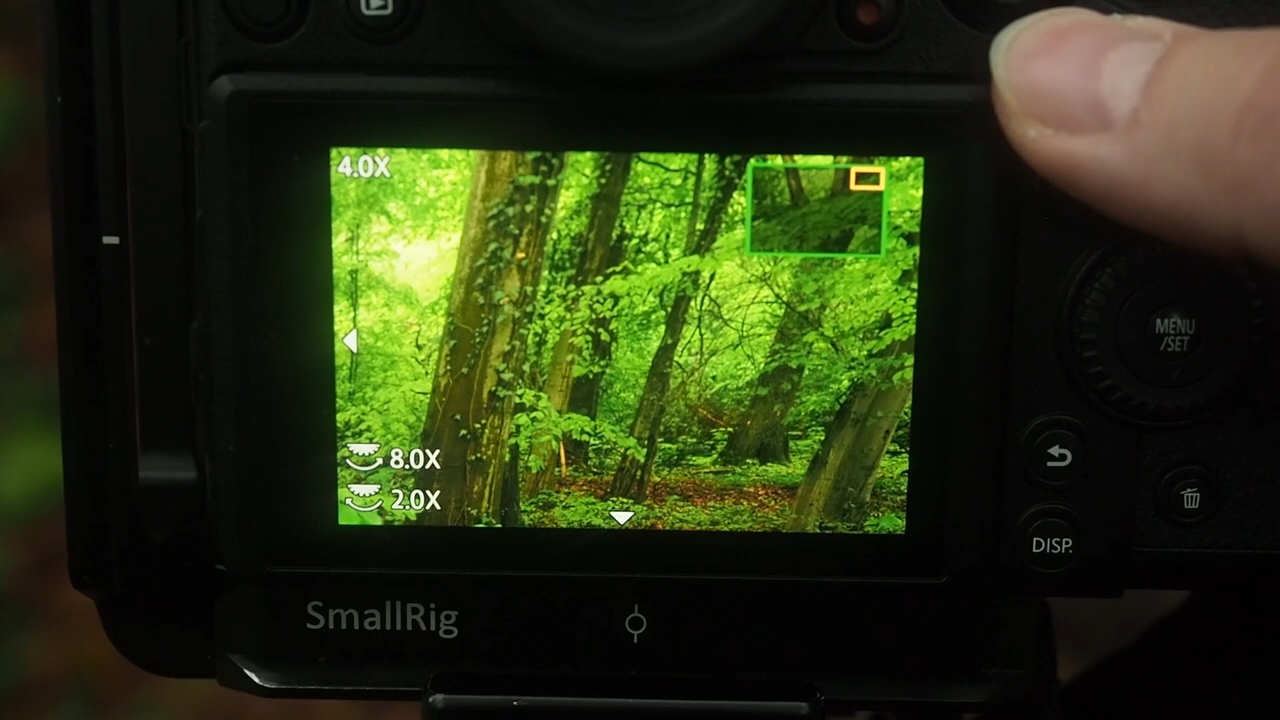 4.0X
8.0X
2.0X
MENU
/SET
DISP.
SmallRig